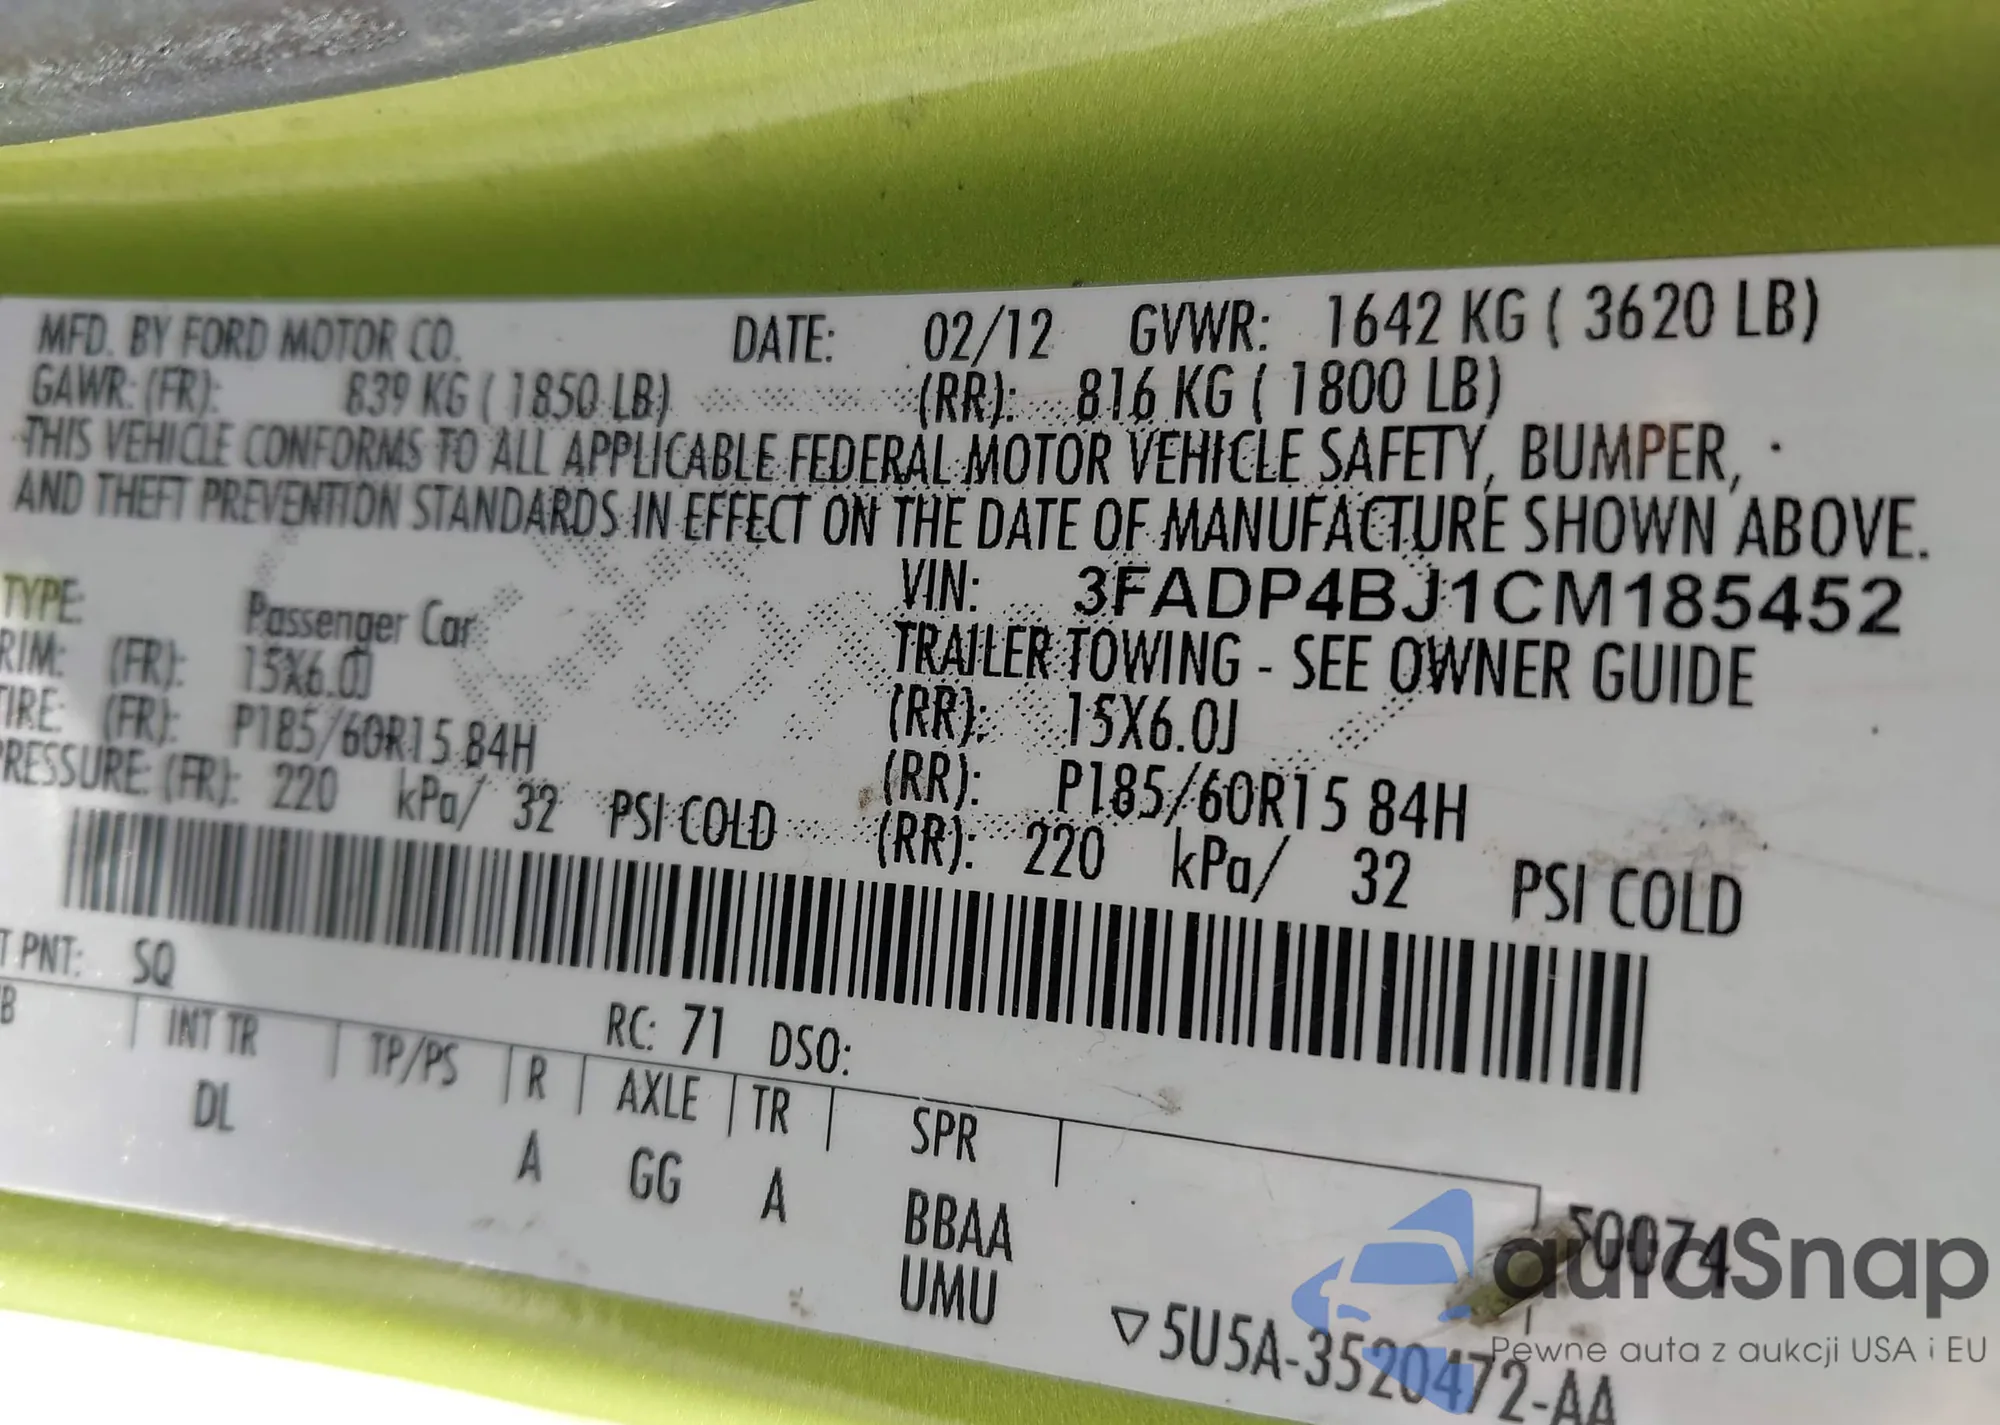 MFD. BY FORD MOTOR CO. DATE: 02/12 GVWR: 1642 KG ( 3620 LB)
GAWR: (FR): 839 KG ( 1850 LB) (RR): 816 KG ( 1800 LB)
THIS VEHICLE CONFORMS TO ALL APPLICABLE FEDERAL MOTOR VEHICLE SAFETY, BUMPER,
AND THEFT PREVENTION STANDARDS IN EFFECT ON THE DATE OF MANUFACTURE SHOWN ABOVE.
VIN: 3FADP4BJ1CM185452
TYPE: Passenger Car TRAILER TOWING - SEE OWNER GUIDE
RIM: (FR): 15X6.0J (RR): 15X6.0J
TIRE: (FR): P185/60R15 84H (RR): P185/60R15 84H
PRESSURE: (FR): 220 kPa/ 32 PSI COLD (RR): 220 kPa/ 32 PSI COLD
T PNT: SQ RC: 71 DSO:
B INT TR TP/PS R AXLE TR SPR
DL A GG A BBAA
UMU
50074
▽ 5U5A-3520472-AA
autaSnap
Pewne auta z aukcji USA i EU